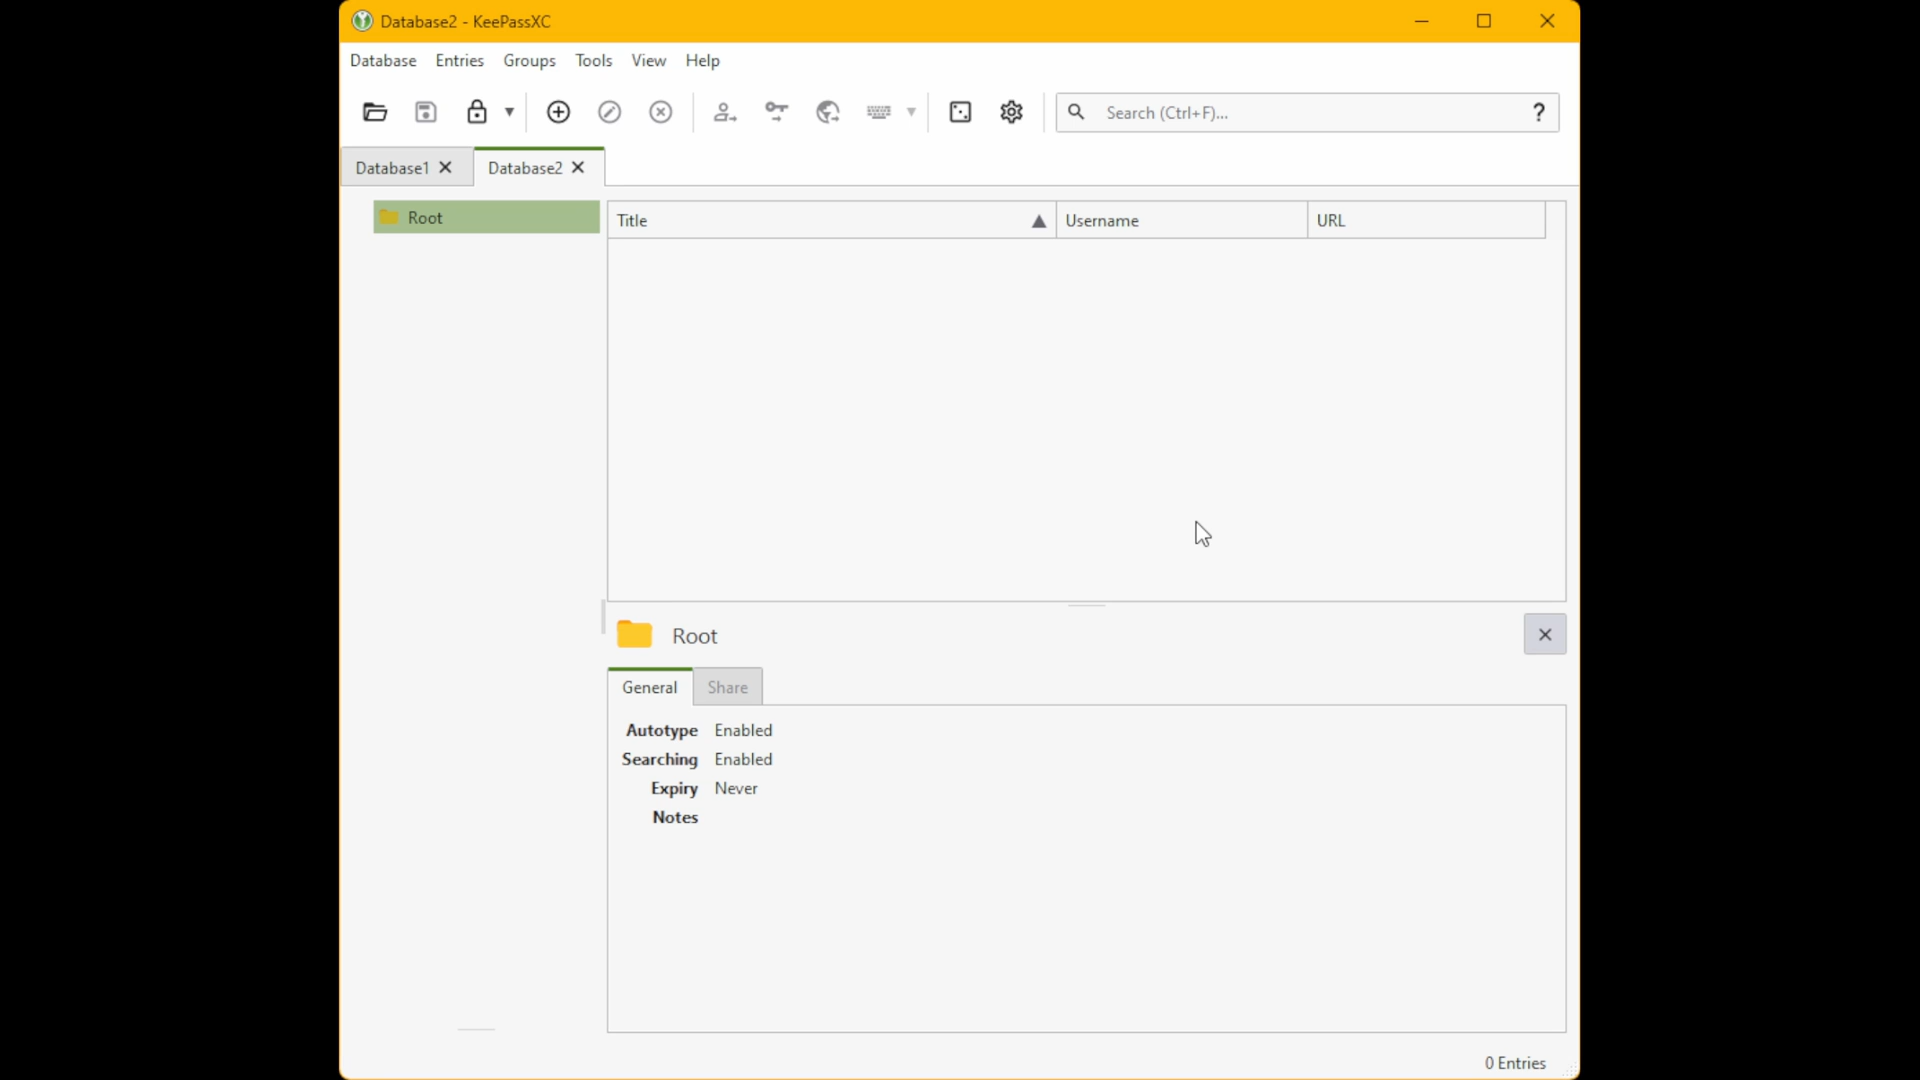 Database2 - KeePassXC
Database Entries Groups Tools View Help
Search (Ctrl+F)... ?
Database1 Database2
Root
Title Username URL
Root
General Share
Autotype Enabled
Searching Enabled
Expiry Never
Notes
0 Entries